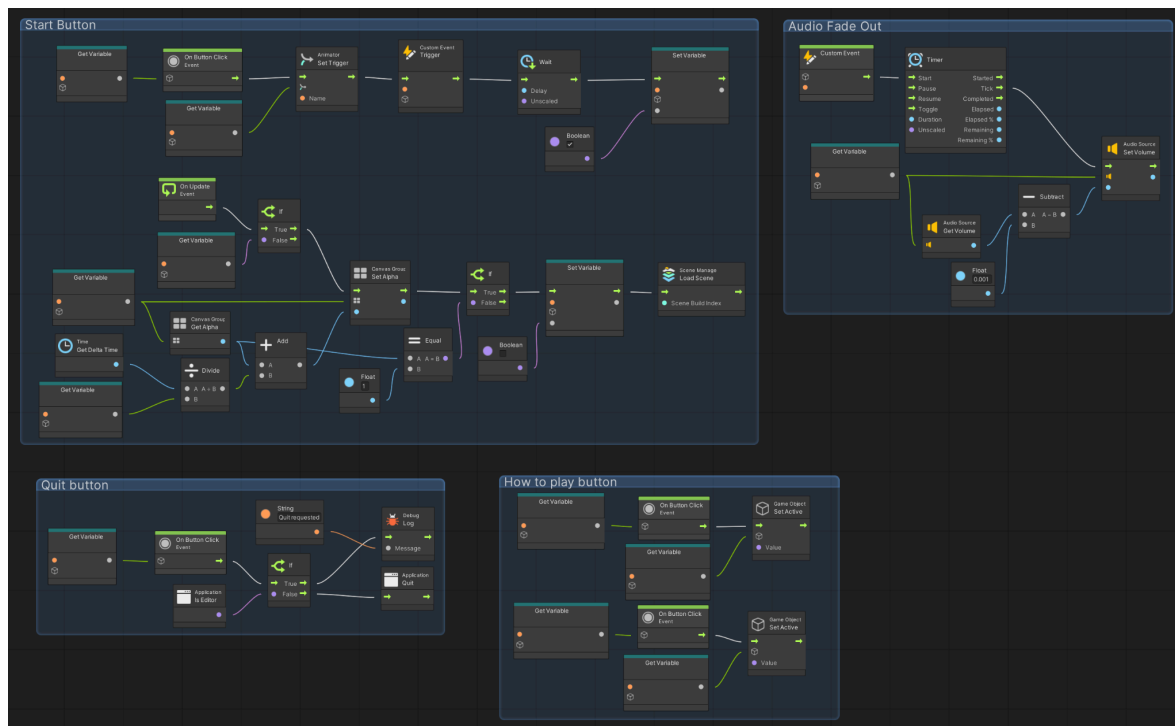 Start Button
Get Variable
On Button Click
Event
Get Variable
Animator
Set Trigger
Name
Custom Event
Trigger
Wait
Delay
Unscaled
Boolean
Set Variable
On Update
Event
Get Variable
If
True
False
Get Variable
Canvas Group
Get Alpha
Time
Get Delta Time
Get Variable
Divide
A A ÷ B
B
Add
A
B
Canvas Group
Set Alpha
Float
1
Equal
A A = B
B
If
True
False
Boolean
Set Variable
Scene Manage
Load Scene
Scene Build Index
Audio Fade Out
Custom Event
Timer
Start Started
Pause Tick
Resume Completed
Toggle Elapsed
Duration Elapsed %
Unscaled Remaining
Remaining %
Get Variable
Audio Source
Get Volume
Float
0.001
Subtract
A A - B
B
Audio Source
Set Volume
Quit button
Get Variable
On Button Click
Event
Application
Is Editor
String
Quit requested
If
True
False
Debug
Log
Message
Application
Quit
How to play button
Get Variable
On Button Click
Event
Get Variable
Game Object
Set Active
Value
Get Variable
On Button Click
Event
Get Variable
Game Object
Set Active
Value